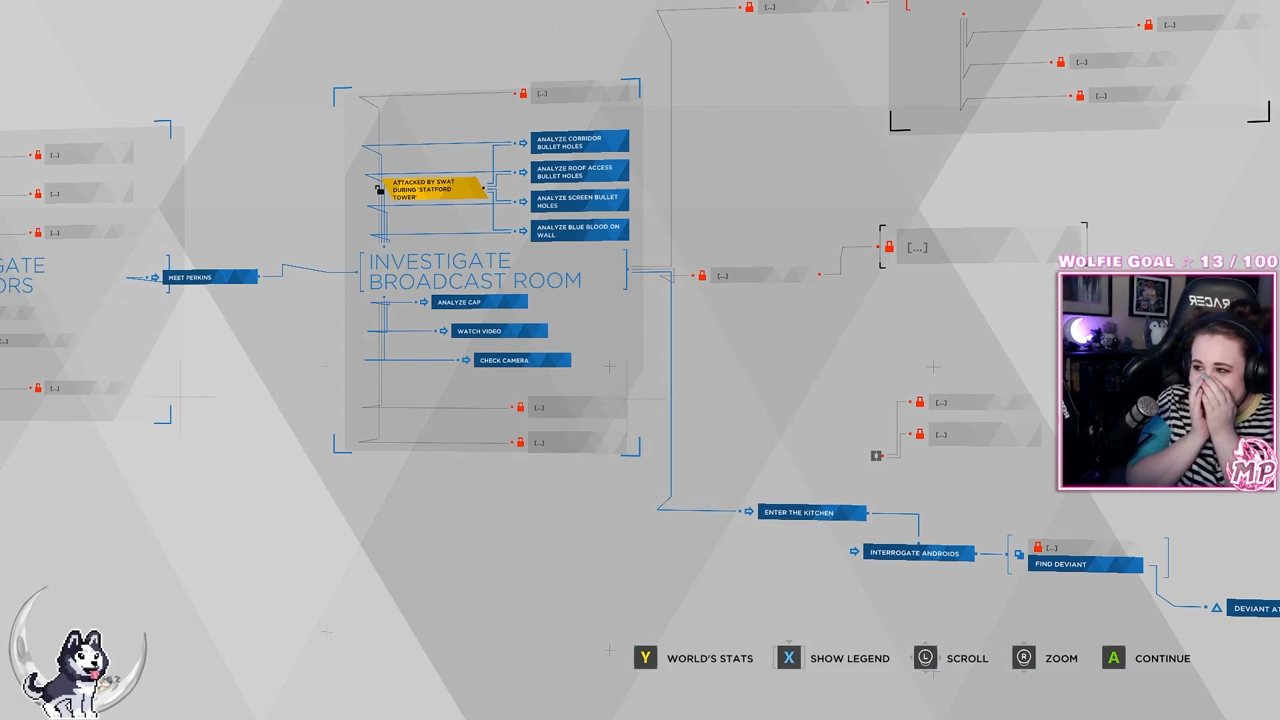 [...]
[...]
[...]
[...]
[...]
[...]
ANALYZE CORRIDOR
BULLET HOLES
ANALYZE ROOF ACCESS
BULLET HOLES
ATTACKED BY SWAT
DURING 'STATFORD
TOWER'
ANALYZE SCREEN BULLET
HOLES
ANALYZE BLUE BLOOD ON
WALL
[...]
[...]
[...]
GATE
ORS
MEET PERKINS
INVESTIGATE
BROADCAST ROOM
[...]
[...]
ANALYZE CAP
WATCH VIDEO
CHECK CAMERA
[...]
[...]
[...]
[...]
[...]
[...]
WOLFIE GOAL ☆ 13 / 100
RACER
MP
ENTER THE KITCHEN
INTERROGATE ANDROIDS
[...]
FIND DEVIANT
DEVIANT AT
Y WORLD'S STATS X SHOW LEGEND L SCROLL R ZOOM A CONTINUE